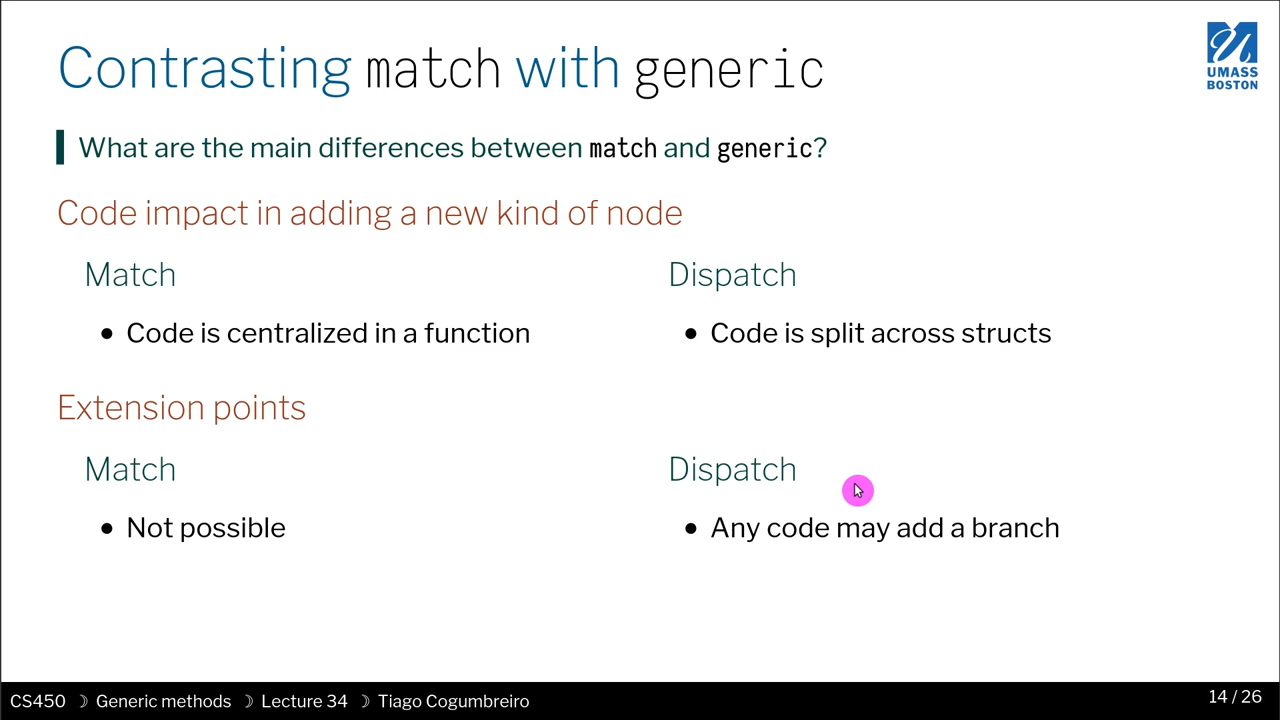 Contrasting match with generic
UMASS
BOSTON
What are the main differences between match and generic?
Code impact in adding a new kind of node
Match
Dispatch
• Code is centralized in a function
• Code is split across structs
Extension points
Match
Dispatch
• Not possible
• Any code may add a branch
CS450 ☽ Generic methods ☽ Lecture 34 ☽ Tiago Cogumbreiro
14 / 26